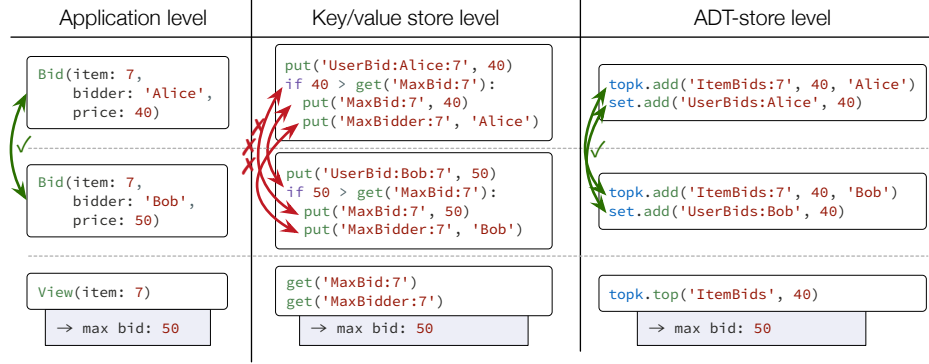 Application level
Key/value store level
ADT-store level
Bid(item: 7,
bidder: 'Alice',
price: 40)
put('UserBid:Alice:7', 40)
if 40 > get('MaxBid:7'):
put('MaxBid:7', 40)
put('MaxBidder:7', 'Alice')
topk.add('ItemBids:7', 40, 'Alice')
set.add('UserBids:Alice', 40)
Bid(item: 7,
bidder: 'Bob',
price: 50)
put('UserBid:Bob:7', 50)
if 50 > get('MaxBid:7'):
put('MaxBid:7', 50)
put('MaxBidder:7', 'Bob')
topk.add('ItemBids:7', 40, 'Bob')
set.add('UserBids:Bob', 40)
View(item: 7)
→ max bid: 50
get('MaxBid:7')
get('MaxBidder:7')
→ max bid: 50
topk.top('ItemBids', 40)
→ max bid: 50